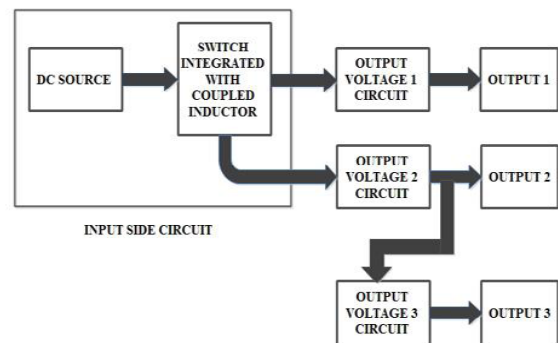 DC SOURCE
SWITCH
INTEGRATED
WITH
COUPLED
INDUCTOR
OUTPUT
VOLTAGE 1
CIRCUIT
OUTPUT 1
OUTPUT
VOLTAGE 2
CIRCUIT
OUTPUT 2
INPUT SIDE CIRCUIT
OUTPUT
VOLTAGE 3
CIRCUIT
OUTPUT 3